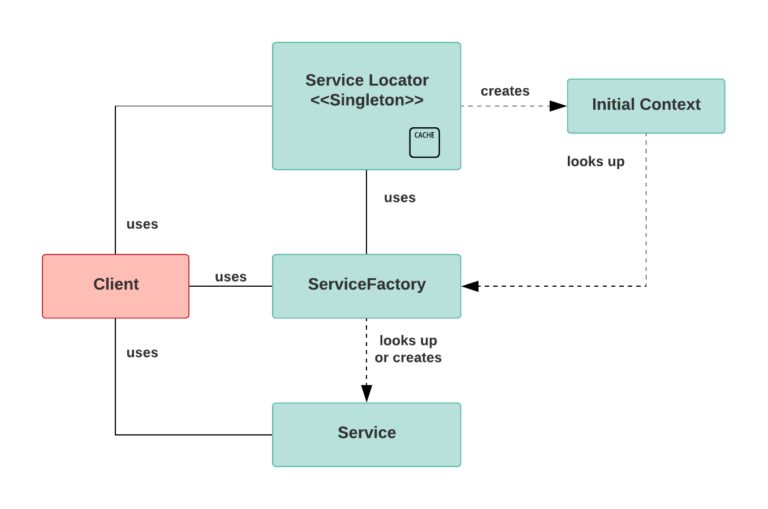 Service Locator
<<Singleton>>
CACHE
creates
Initial Context
looks up
uses
uses
Client
uses
ServiceFactory
looks up
or creates
uses
Service